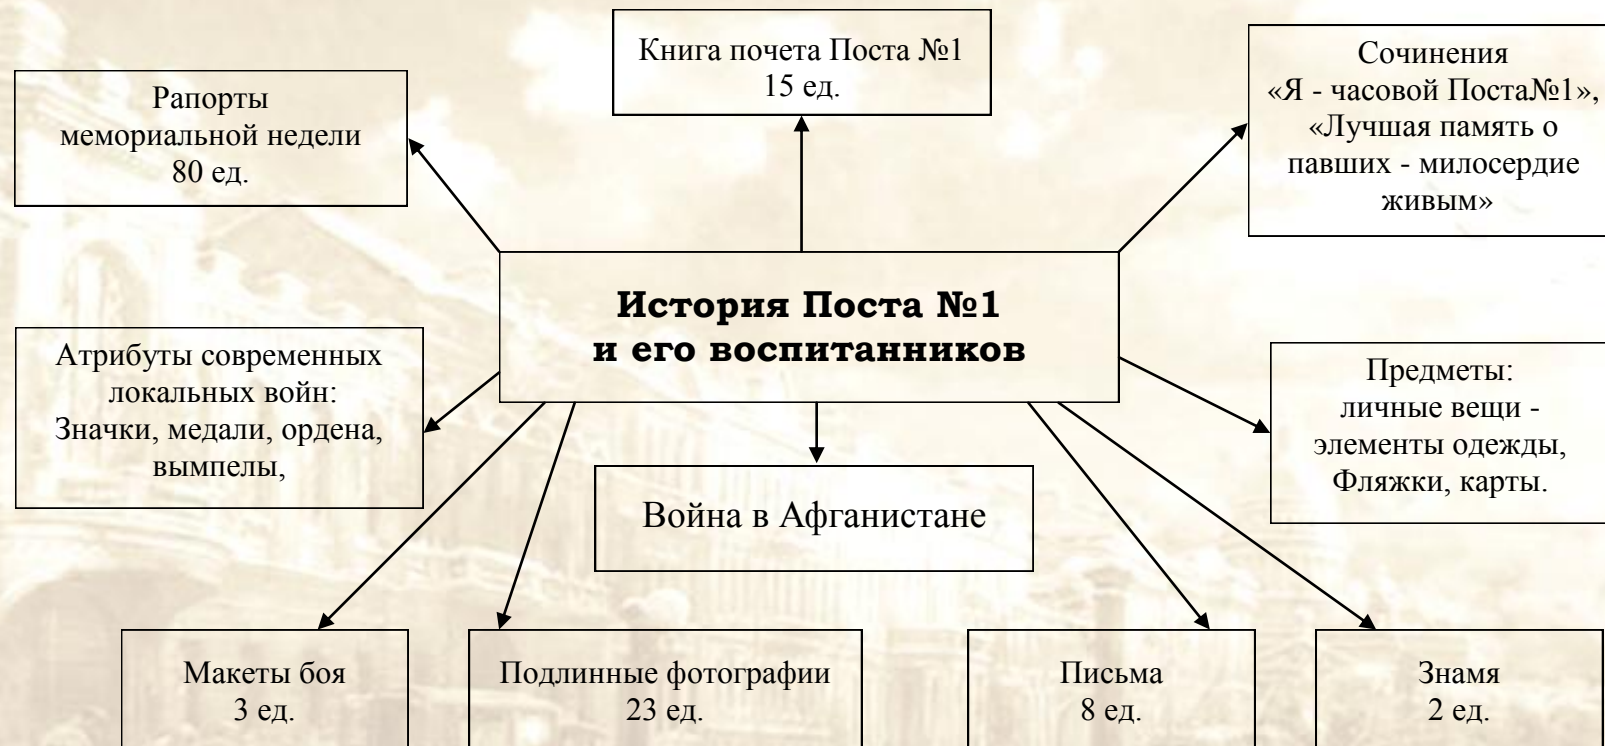 Книга почета Поста №1
15 ед.
Сочинения
«Я - часовой Поста№1»,
«Лучшая память о
павших - милосердие
живым»
Рапорты
мемориальной недели
80 ед.
История Поста №1
и его воспитанников
Атрибуты современных
локальных войн:
Значки, медали, ордена,
вымпелы,
Предметы:
личные вещи -
элементы одежды,
Фляжки, карты.
Война в Афганистане
Макеты боя
3 ед.
Подлинные фотографии
23 ед.
Письма
8 ед.
Знамя
2 ед.